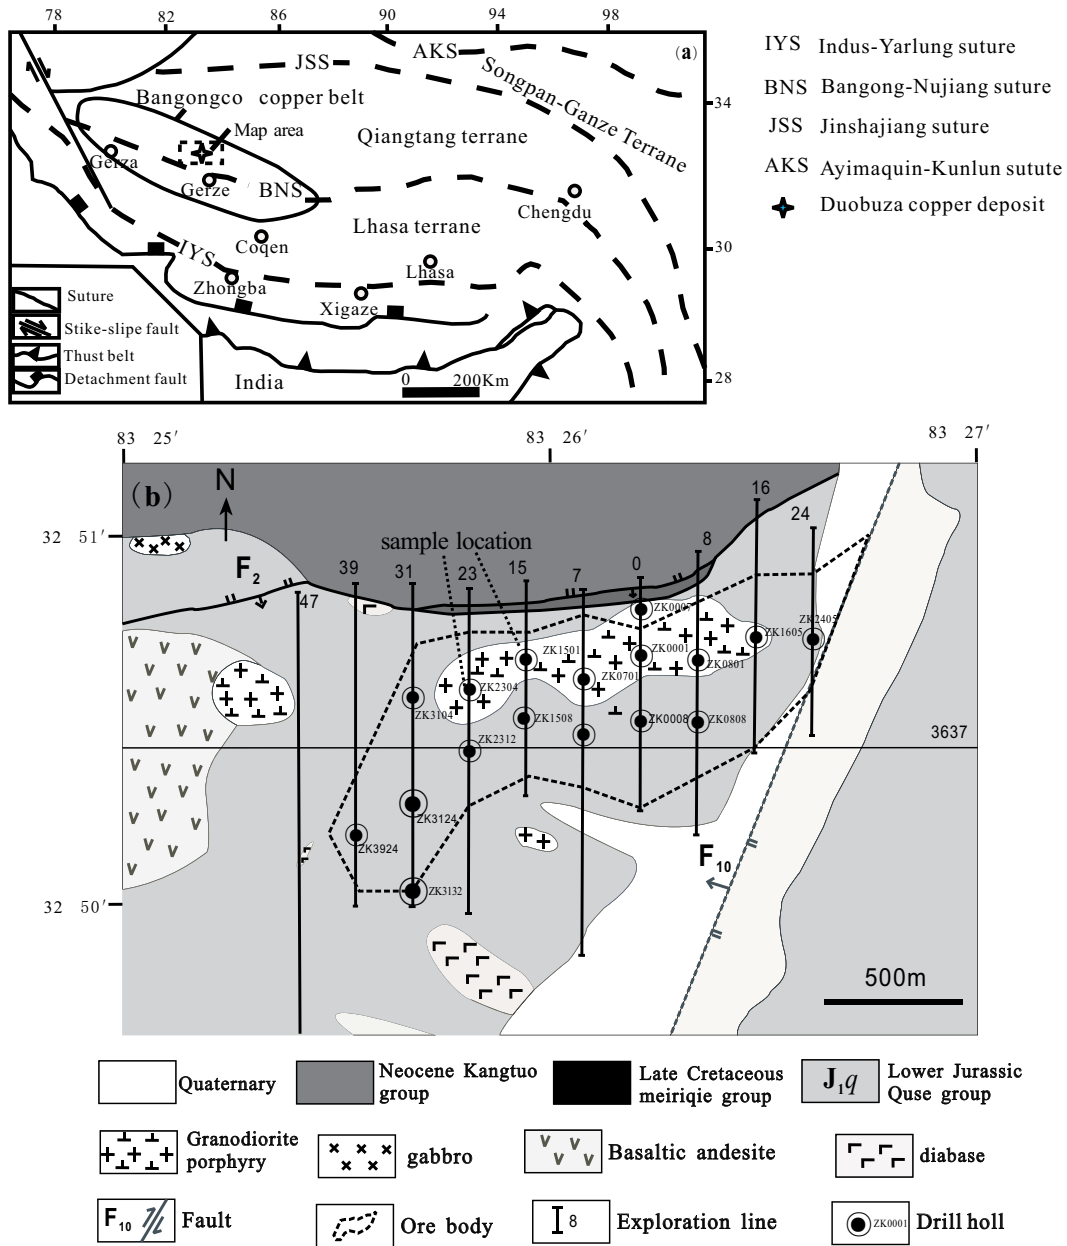 78 82 86 90 94 98
(a)
AKS
JSS
Songpan-Ganze Terrane
34
Bangongco copper belt
Map area
Qiangtang terrane
Gerza
Gerze
BNS
Chengdu
Lhasa terrane
30
IYS
Coqen
Lhasa
Zhongba
Xigaze
Suture
Stike-slipe fault
Thust belt
Detachment fault
India
0 200Km
28
IYS Indus-Yarlung suture
BNS Bangong-Nujiang suture
JSS Jinshajiang suture
AKS Ayimaquin-Kunlun sutute
Duobuza copper deposit
83 25′ 83 26′ 83 27′
(b)
N
16
24
32 51′
sample location
8
F2
39 31 23 15 7 0
47
ZK0007
ZK1605
ZK2405
ZK1501
ZK0001
ZK0801
ZK0701
ZK2304
ZK3104
ZK1508
ZK0008
ZK0808
ZK2312
3637
ZK3124
ZK3924
F10
ZK3132
32 50′
500m
Quaternary
Neocene Kangtuo
group
Late Cretaceous
meiriqie group
J1q
Lower Jurassic
Quse group
Granodiorite
porphyry
gabbro
Basaltic andesite
diabase
F10 Fault
Ore body
8 Exploration line
ZK0001 Drill holl